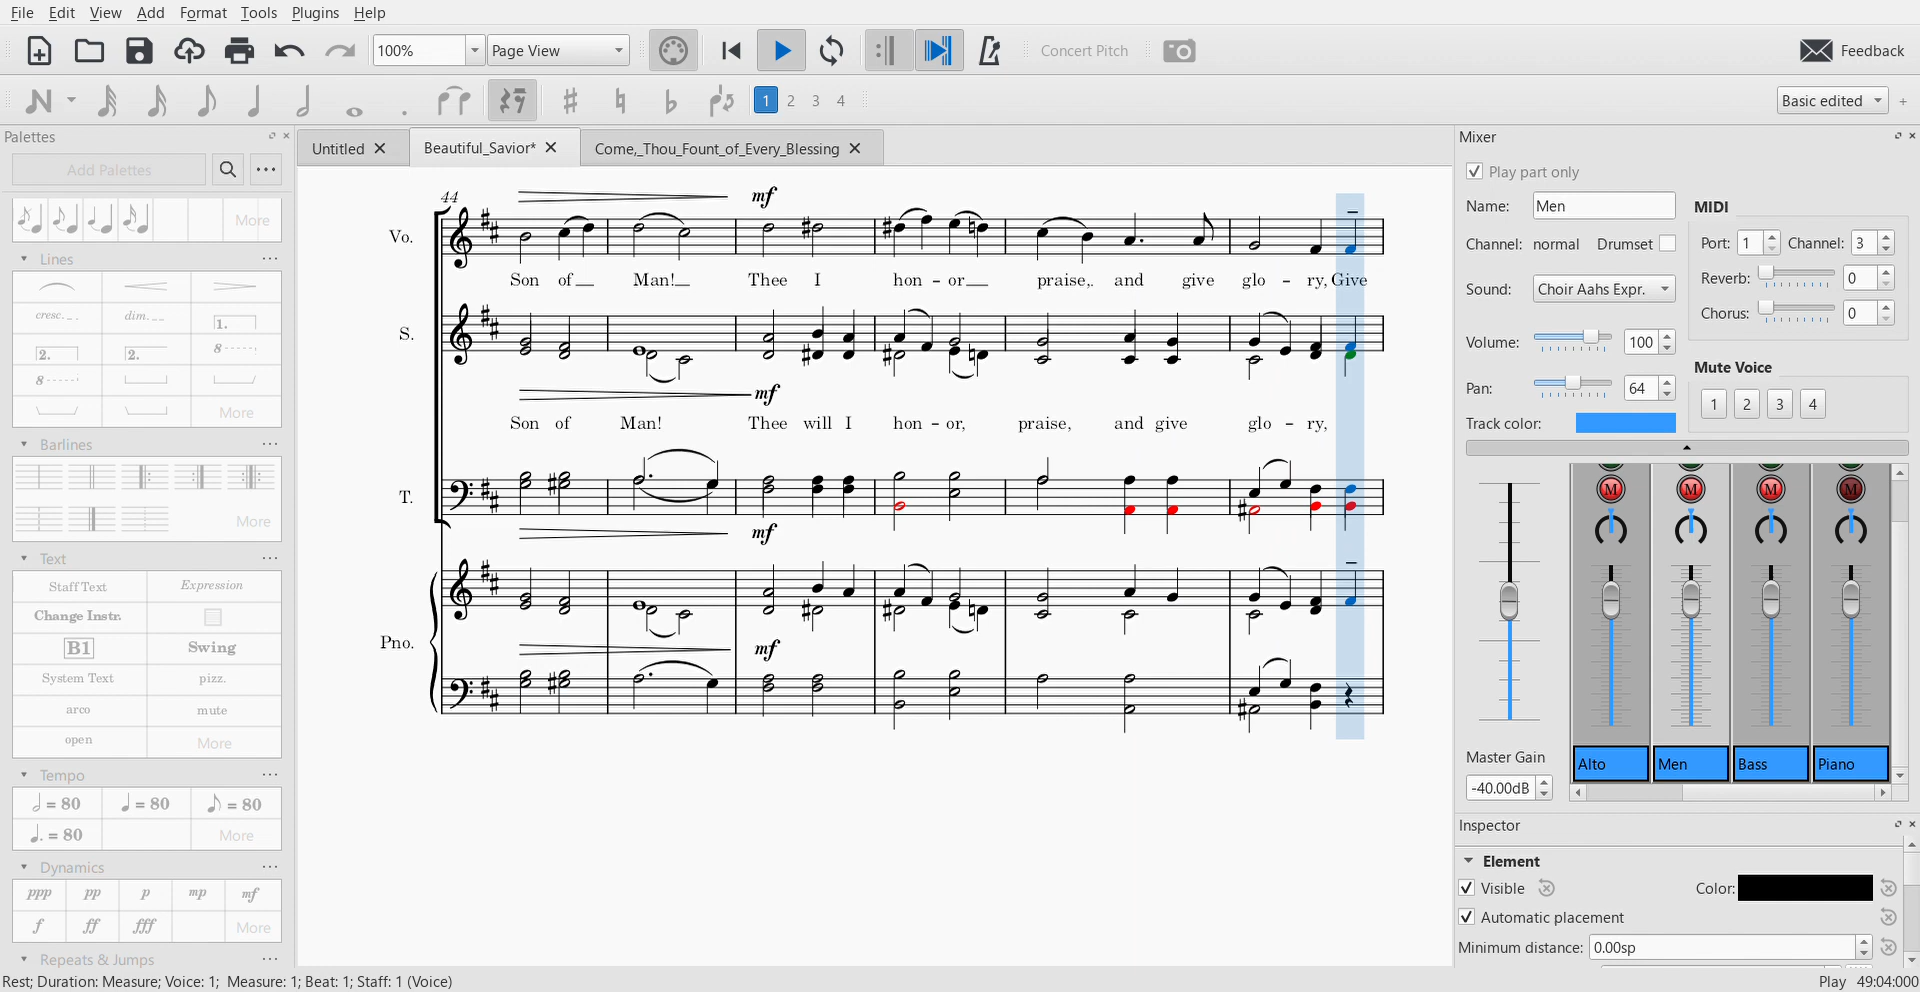 File Edit View Add Format Tools Plugins Help
100% Page View Concert Pitch Feedback
1 2 3 4 Basic edited +
Palettes
Add Palettes
More
Lines
cresc. dim. 1.
2. 2. 8
8
More
Barlines
More
Text
Staff Text Expression
Change Instr.
B1 Swing
System Text pizz.
arco mute
open More
Tempo
= 80 = 80 = 80
= 80 More
Dynamics
ppp pp p mp mf
f ff fff More
Repeats & Jumps
Untitled Beautiful_Savior* Come,_Thou_Fount_of_Every_Blessing
44 mf
Vo.
Son of Man! Thee I hon - or praise,. and give glo - ry, Give
S.
mf
Son of Man! Thee will I hon - or, praise, and give glo - ry,
T.
mf
Pno.
mf
Mixer
Play part only
Name: Men
Channel: normal Drumset
Sound: Choir Aahs Expr.
Volume: 100
Pan: 64
Track color:
MIDI
Port: 1 Channel: 3
Reverb: 0
Chorus: 0
Mute Voice
1 2 3 4
M M M M
Master Gain
-40.00dB
Alto Men Bass Piano
Inspector
Element
Visible Color:
Automatic placement
Minimum distance: 0.00sp
Rest; Duration: Measure; Voice: 1; Measure: 1; Beat: 1; Staff: 1 (Voice) Play 49:04:000